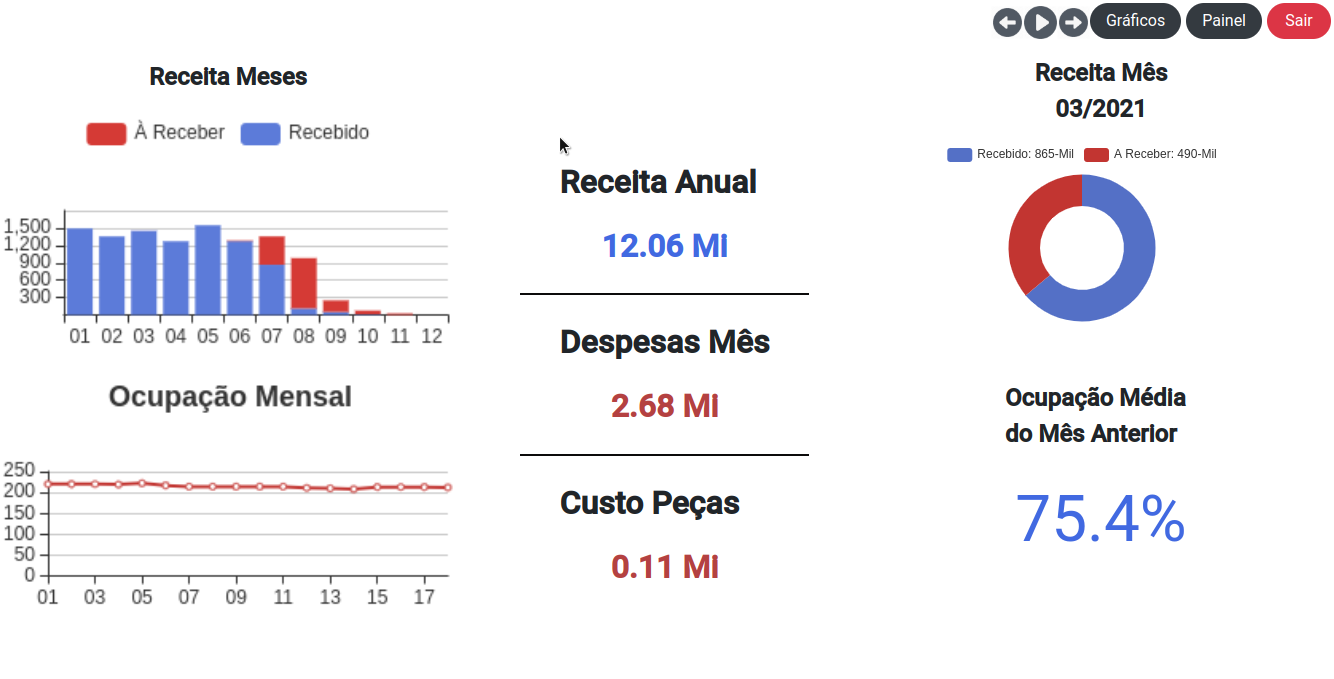 Gráficos
Painel
Sair
Receita Meses
À Receber
Recebido
1,500
1,200
900
600
300
01 02 03 04 05 06 07 08 09 10 11 12
Ocupação Mensal
250
200
150
100
50
0
01 03 05 07 09 11 13 15 17
Receita Anual
12.06 Mi
Despesas Mês
2.68 Mi
Custo Peças
0.11 Mi
Receita Mês
03/2021
Recebido: 865-Mil
A Receber: 490-Mil
Ocupação Média
do Mês Anterior
75.4%